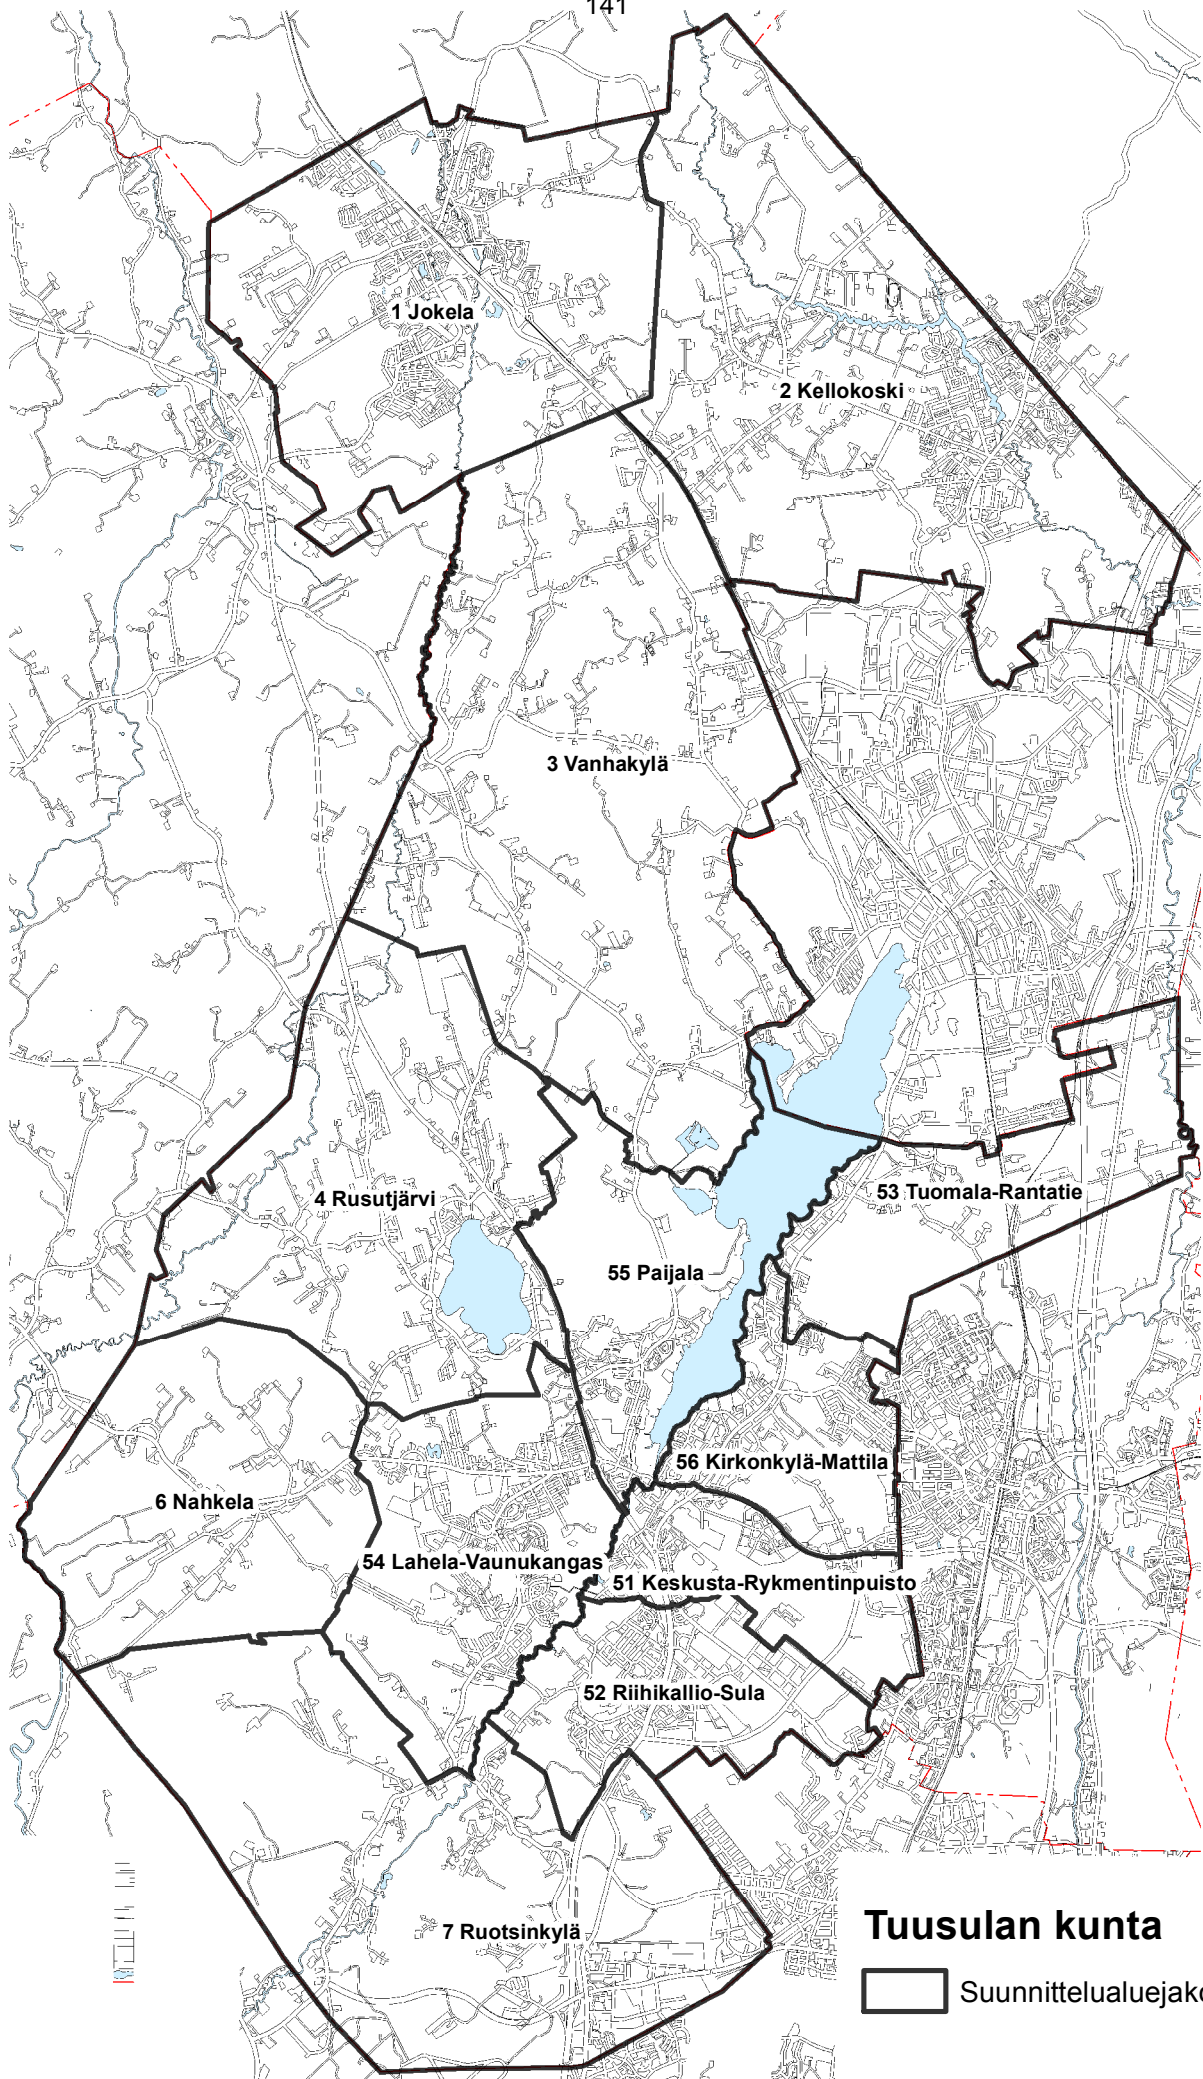 141
1 Jokela
2 Kellokoski
3 Vanhakylä
4 Rusutjärvi
53 Tuomala-Rantatie
55 Paijala
56 Kirkonkylä-Mattila
6 Nahkela
54 Lahela-Vaunukangas
51 Keskusta-Rykmentinpuisto
52 Riihikallio-Sula
7 Ruotsinkylä
Tuusulan kunta
Suunnittelualuejako